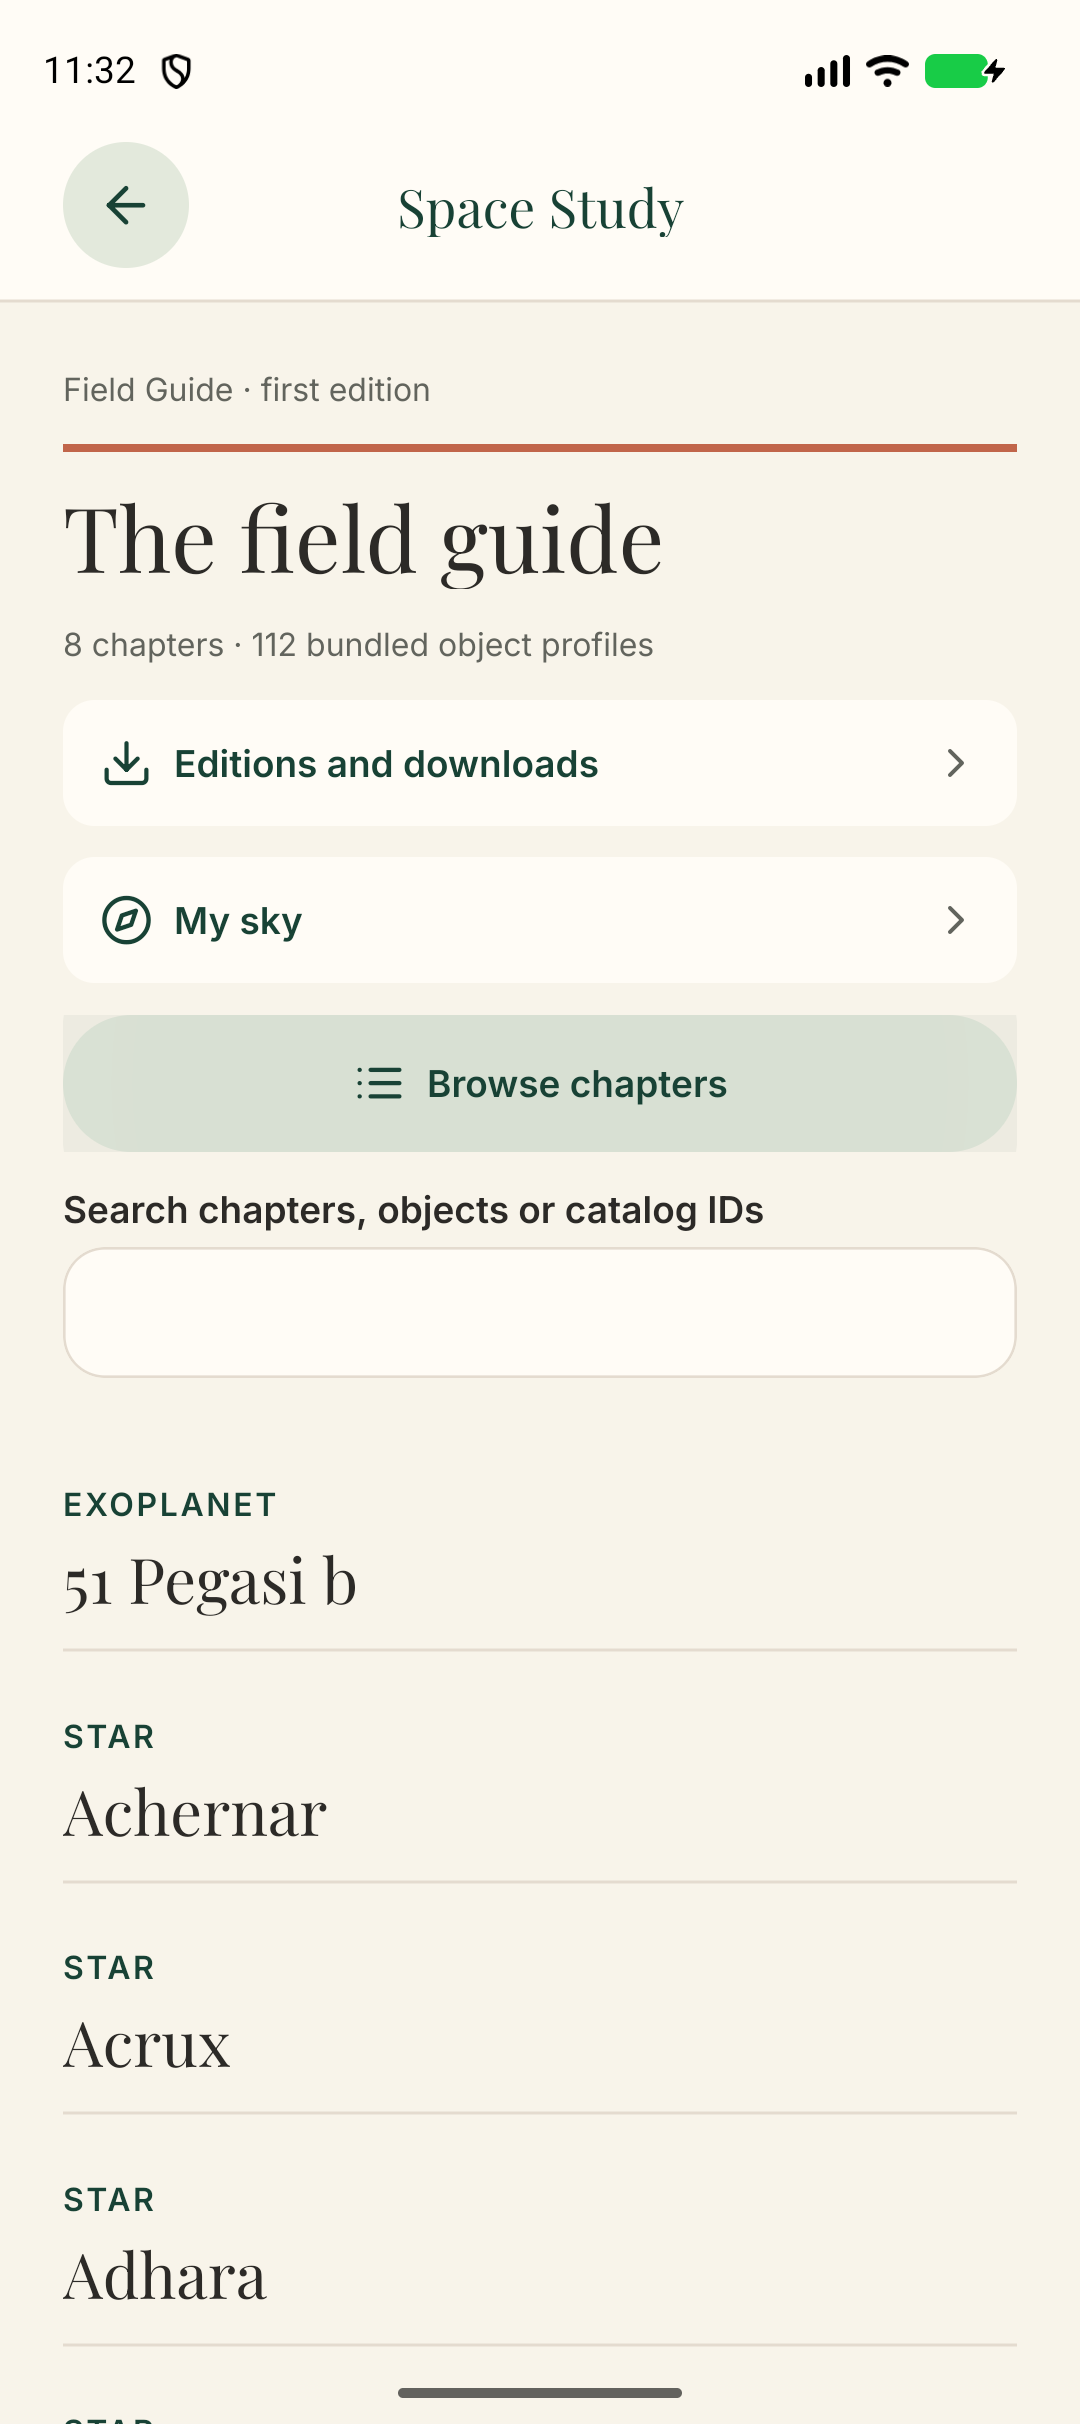 11:32
Space Study
Field Guide · first edition
The field guide
8 chapters · 112 bundled object profiles
Editions and downloads
My sky
Browse chapters
Search chapters, objects or catalog IDs
EXOPLANET
51 Pegasi b
STAR
Achernar
STAR
Acrux
STAR
Adhara
STAR